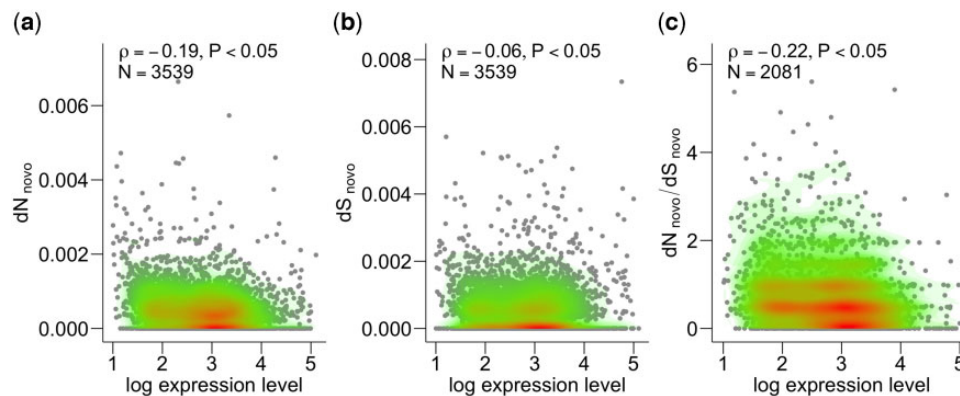 (a)
ρ = −0.19, P < 0.05
N = 3539
dN novo
0.006
0.004
0.002
0.000
1 2 3 4 5
log expression level
(b)
ρ = −0.06, P < 0.05
N = 3539
dS novo
0.008
0.006
0.004
0.002
0.000
1 2 3 4 5
log expression level
(c)
ρ = −0.22, P < 0.05
N = 2081
dN novo/dS novo
6
4
2
0
1 2 3 4 5
log expression level